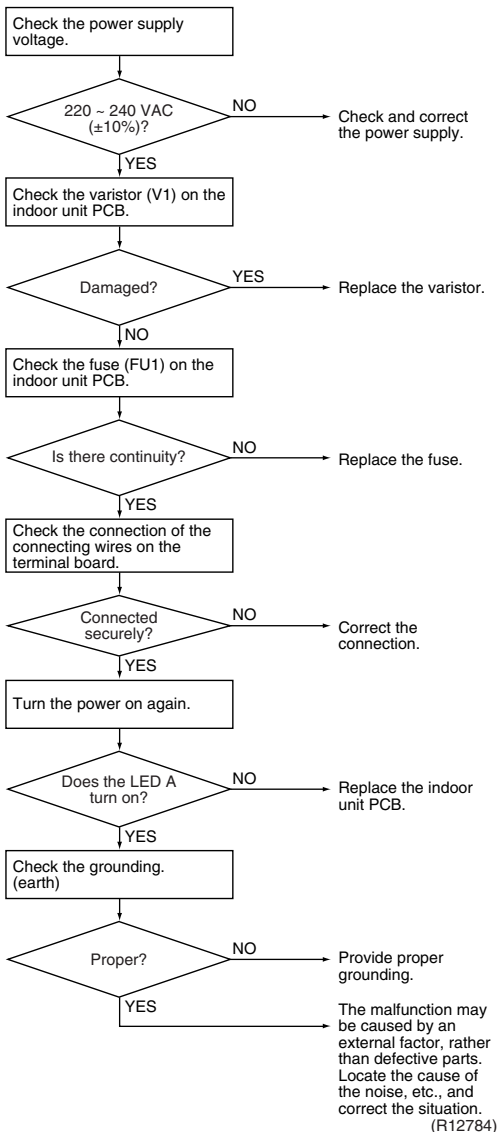 Check the power supply
voltage.
220 ~ 240 VAC
(±10%)?
NO
Check and correct
the power supply.
YES
Check the varistor (V1) on the
indoor unit PCB.
Damaged?
YES
Replace the varistor.
NO
Check the fuse (FU1) on the
indoor unit PCB.
Is there continuity?
NO
Replace the fuse.
YES
Check the connection of the
connecting wires on the
terminal board.
Connected
securely?
NO
Correct the
connection.
YES
Turn the power on again.
Does the LED A
turn on?
NO
Replace the indoor
unit PCB.
YES
Check the grounding.
(earth)
Proper?
NO
Provide proper
grounding.
YES
The malfunction may
be caused by an
external factor, rather
than defective parts.
Locate the cause of
the noise, etc., and
correct the situation.
(R12784)